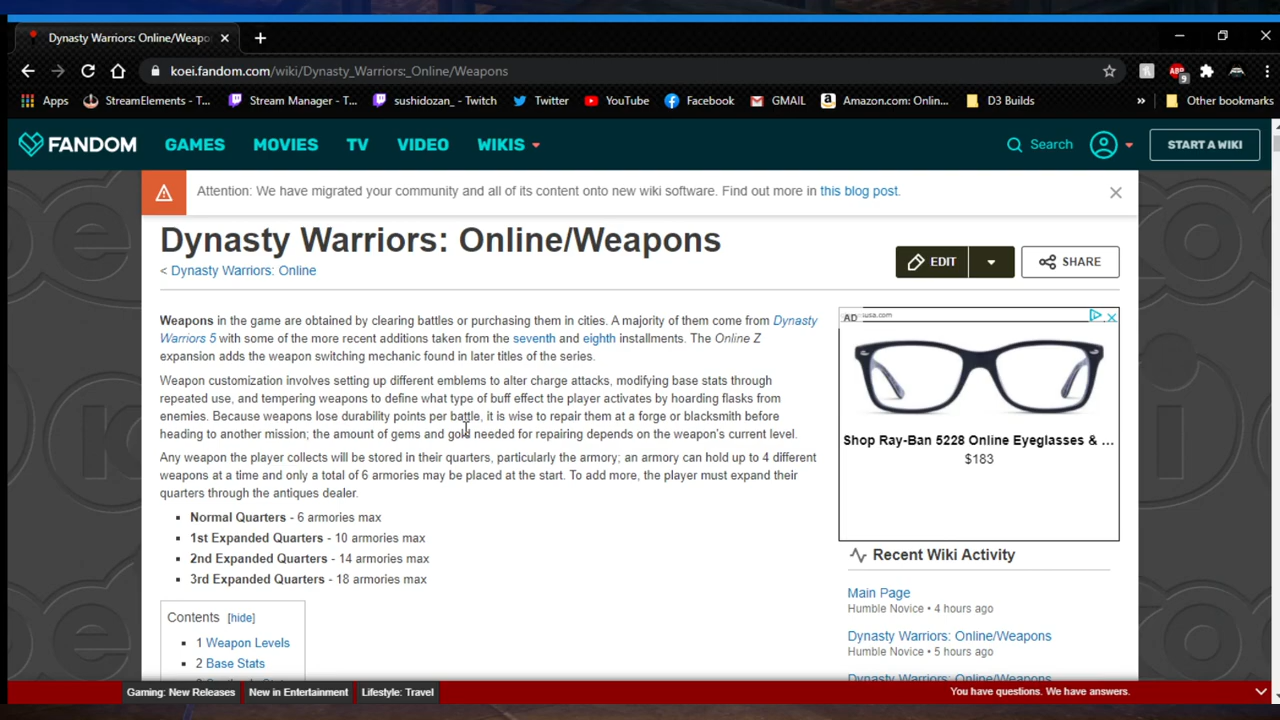 Dynasty Warriors: Online/Weapo
koei.fandom.com/wiki/Dynasty_Warriors:_Online/Weapons
ABP
9
Apps
StreamElements - T...
Stream Manager - T...
sushidozan_ - Twitch
Twitter
YouTube
Facebook
GMAIL
Amazon.com: Onlin...
D3 Builds
»
Other bookmarks
FANDOM
GAMES
MOVIES
TV
VIDEO
WIKIS
Search
START A WIKI
Attention: We have migrated your community and all of its content onto new wiki software. Find out more in this blog post.
Dynasty Warriors: Online/Weapons
< Dynasty Warriors: Online
EDIT
SHARE
Weapons in the game are obtained by clearing battles or purchasing them in cities. A majority of them come from Dynasty
Warriors 5 with some of the more recent additions taken from the seventh and eighth installments. The Online Z
expansion adds the weapon switching mechanic found in later titles of the series.
Weapon customization involves setting up different emblems to alter charge attacks, modifying base stats through
repeated use, and tempering weapons to define what type of buff effect the player activates by hoarding flasks from
enemies. Because weapons lose durability points per battle, it is wise to repair them at a forge or blacksmith before
heading to another mission; the amount of gems and gold needed for repairing depends on the weapon's current level.
Any weapon the player collects will be stored in their quarters, particularly the armory; an armory can hold up to 4 different
weapons at a time and only a total of 6 armories may be placed at the start. To add more, the player must expand their
quarters through the antiques dealer.
Normal Quarters - 6 armories max
1st Expanded Quarters - 10 armories max
2nd Expanded Quarters - 14 armories max
3rd Expanded Quarters - 18 armories max
Contents [hide]
1 Weapon Levels
2 Base Stats
AD
usa.com
Shop Ray-Ban 5228 Online Eyeglasses & ...
$183
Recent Wiki Activity
Main Page
Humble Novice • 4 hours ago
Dynasty Warriors: Online/Weapons
Humble Novice • 5 hours ago
Dynasty Warriors: Online/Weapons
Gaming: New Releases
New in Entertainment
Lifestyle: Travel
You have questions. We have answers.